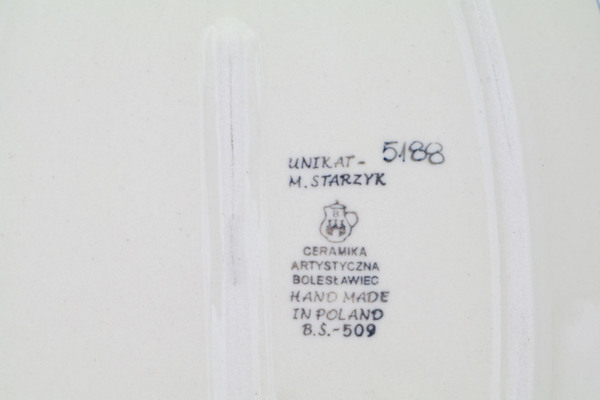 UNIKAT- 5188
M. STARZYK
CERAMIKA
ARTYSTYCZNA
BOLESŁAWIEC
HAND MADE
IN POLAND
B.Ś.-509